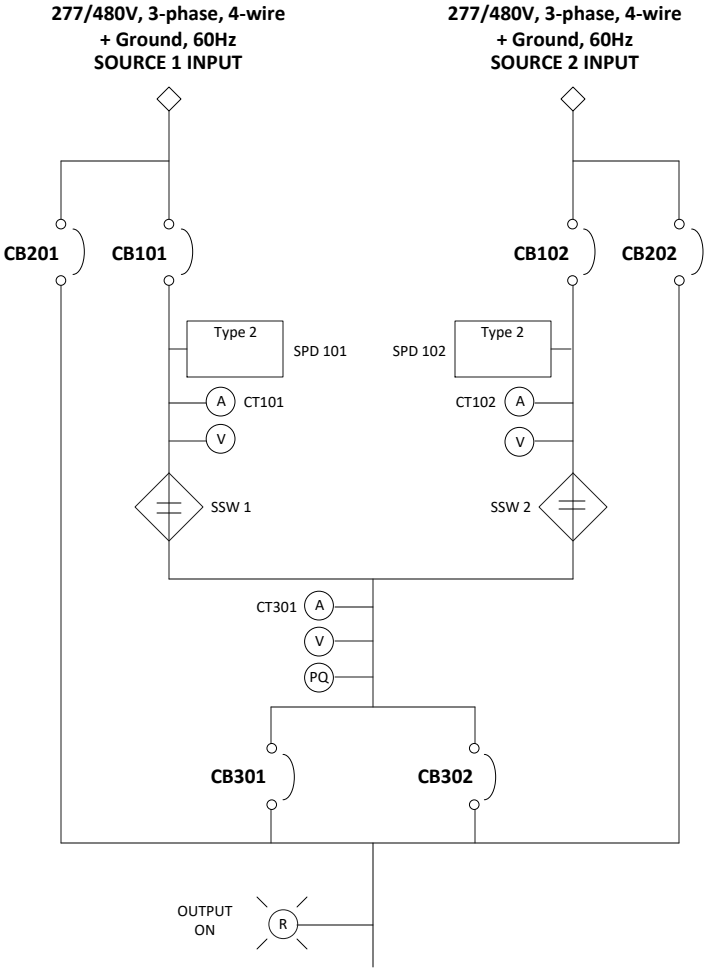 277/480V, 3-phase, 4-wire
+ Ground, 60Hz
SOURCE 1 INPUT
277/480V, 3-phase, 4-wire
+ Ground, 60Hz
SOURCE 2 INPUT
CB201
CB101
CB102
CB202
Type 2
SPD 101
SPD 102
Type 2
A
CT101
CT102
A
V
V
SSW 1
SSW 2
CT301
A
V
PQ
CB301
CB302
OUTPUT
ON
R